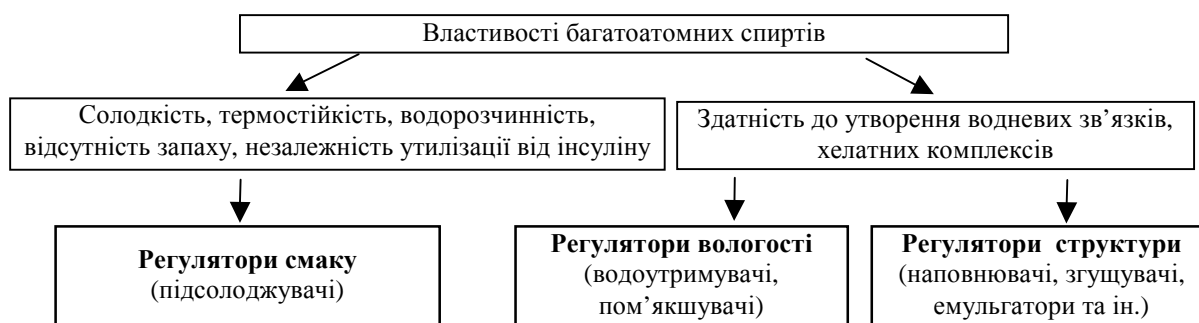 Властивості багатоатомних спиртів
Солодкість, термостійкість, водорозчинність,
відсутність запаху, незалежність утилізації від інсуліну
Здатність до утворення водневих зв’язків,
хелатних комплексів
Регулятори смаку
(підсолоджувачі)
Регулятори вологості
(водоутримувачі,
пом’якшувачі)
Регулятори структури
(наповнювачі, згущувачі,
емульгатори та ін.)